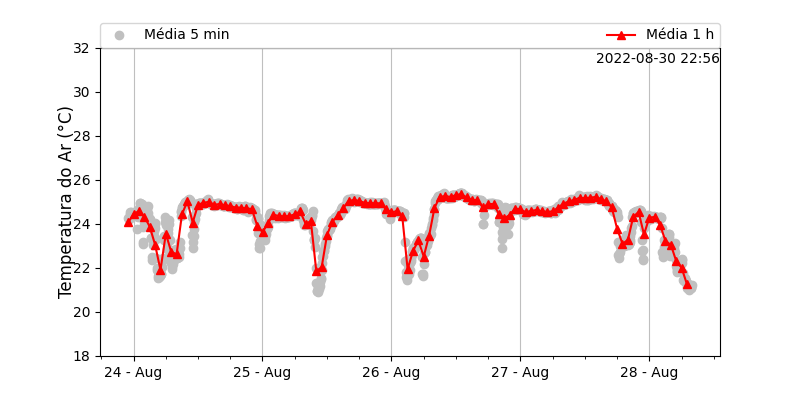 Média 5 min
Média 1 h
2022-08-30 22:56
Temperatura do Ar (°C)
32
30
28
26
24
22
20
18
24 - Aug
25 - Aug
26 - Aug
27 - Aug
28 - Aug